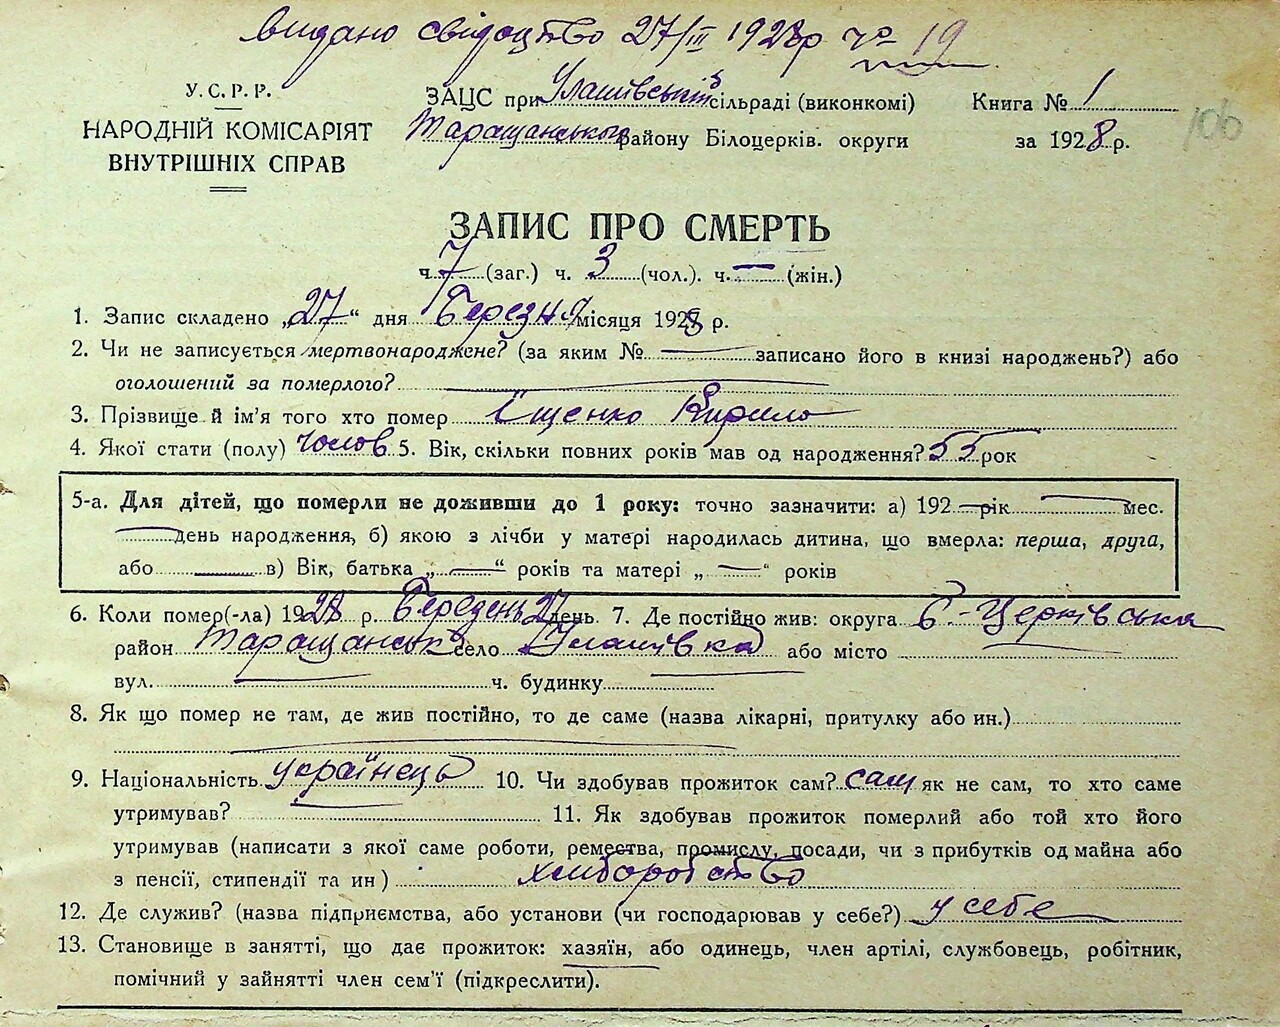 видано свідоцтво 27/III 1928р го 19
У. С. Р. Р.
НАРОДНІЙ КОМІСАРІЯТ
ВНУТРІШНІХ СПРАВ
ЗАЦС при Улашівській сільраді (виконкомі)
Таращанського району Білоцерків. округи
Книга № 1
за 1928 р.
106
ЗАПИС ПРО СМЕРТЬ
ч. 7 (заг.) ч. 3 (чол.). ч. — (жін.)
1. Запис складено „27“ дня Березня місяця 1928 р.
2. Чи не записується мертвонароджене? (за яким № — записано його в книзі народжень?) або
оголошений за померлого? —
3. Прізвище й ім'я того хто помер Іщенко Кирило
4. Якої стати (полу) чолов 5. Вік, скільки повних років мав од народження? 55 рок
5-а. Для дітей, що померли не доживши до 1 року: точно зазначити: а) 192 — рік — мес.
— день народження, б) якою з лічби у матері народилась дитина, що вмерла: перша, друга,
або — в) Вік, батька „—“ років та матері „—“ років
6. Коли помер(-ла) 1928 р. Березень 27 день. 7. Де постійно жив: округа Б-Церківська
район Таращанськ село Улашівка або місто
вул. — ч. будинку —
8. Як що помер не там, де жив постійно, то де саме (назва лікарні, притулку або ин.)
9. Національність українець 10. Чи здобував прожиток сам? сам як не сам, то хто саме
утримував? — 11. Як здобував прожиток померлий або той хто його
утримував (написати з якої саме роботи, ремества, промислу, посади, чи з прибутків од майна або
з пенсії, стипендії та ин) хліборобство
12. Де служив? (назва підприємства, або установи (чи господарював у себе?) у себе
13. Становище в занятті, що дає прожиток: хазяїн, або одинець, член артілі, службовець, робітник,
помічний у зайнятті член сем'ї (підкреслити).